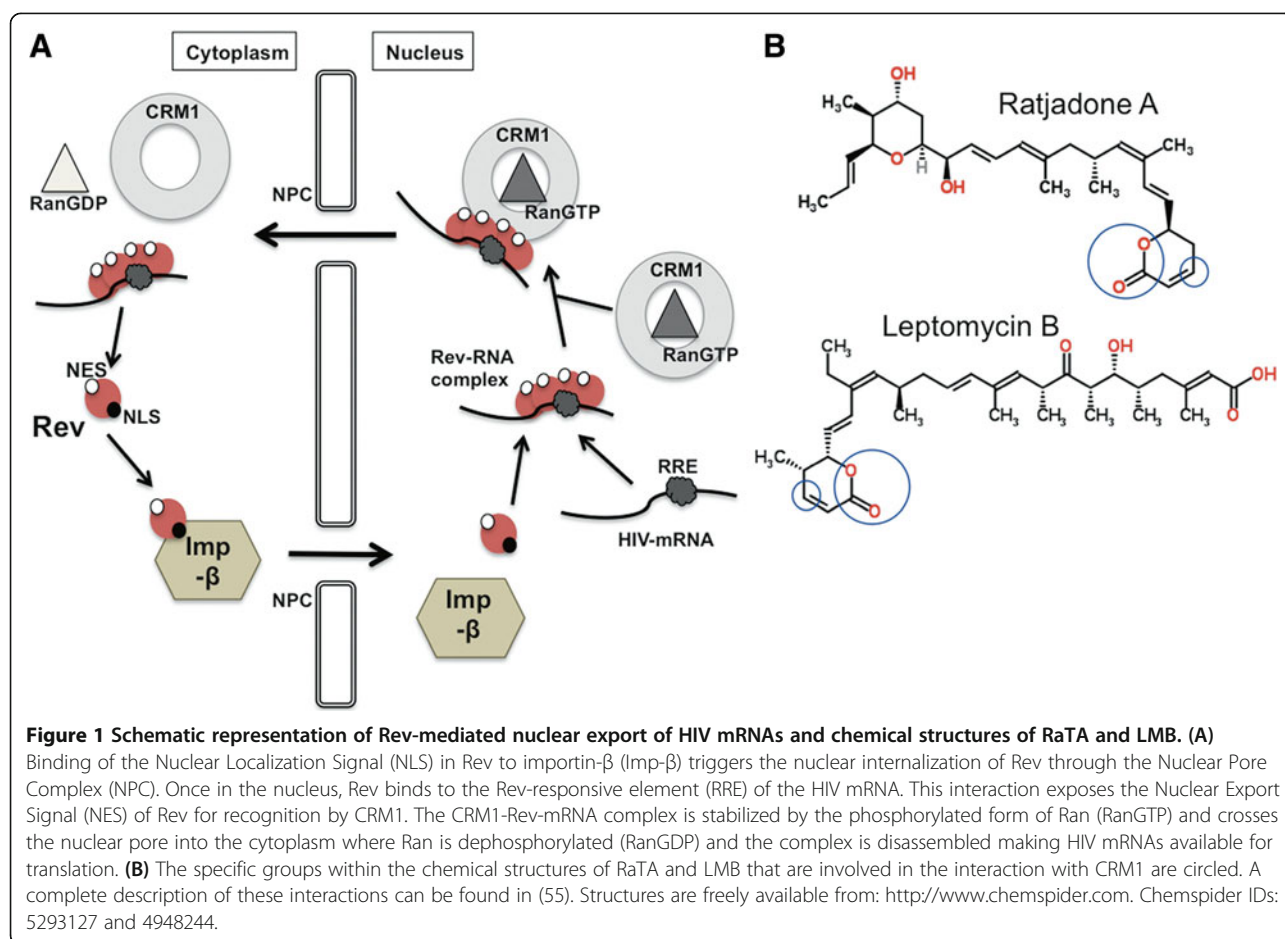 A
Cytoplasm
Nucleus
CRM1
RanGDP
NPC
CRM1
RanGTP
CRM1
RanGTP
NES
NLS
Rev
Rev-RNA
complex
RRE
HIV-mRNA
Imp
-β
NPC
Imp
-β
B
OH
H3C
Ratjadone A
O
H
OH
H3C
CH3
CH3
CH3
O
O
Leptomycin B
CH3
O
OH
OH
O
CH3
CH3
CH3
CH3
CH3
CH3
H3C
O
O
Figure 1 Schematic representation of Rev-mediated nuclear export of HIV mRNAs and chemical structures of RaTA and LMB. (A)
Binding of the Nuclear Localization Signal (NLS) in Rev to importin-β (Imp-β) triggers the nuclear internalization of Rev through the Nuclear Pore
Complex (NPC). Once in the nucleus, Rev binds to the Rev-responsive element (RRE) of the HIV mRNA. This interaction exposes the Nuclear Export
Signal (NES) of Rev for recognition by CRM1. The CRM1-Rev-mRNA complex is stabilized by the phosphorylated form of Ran (RanGTP) and crosses
the nuclear pore into the cytoplasm where Ran is dephosphorylated (RanGDP) and the complex is disassembled making HIV mRNAs available for
translation. (B) The specific groups within the chemical structures of RaTA and LMB that are involved in the interaction with CRM1 are circled. A
complete description of these interactions can be found in (55). Structures are freely available from: http://www.chemspider.com. Chemspider IDs:
5293127 and 4948244.